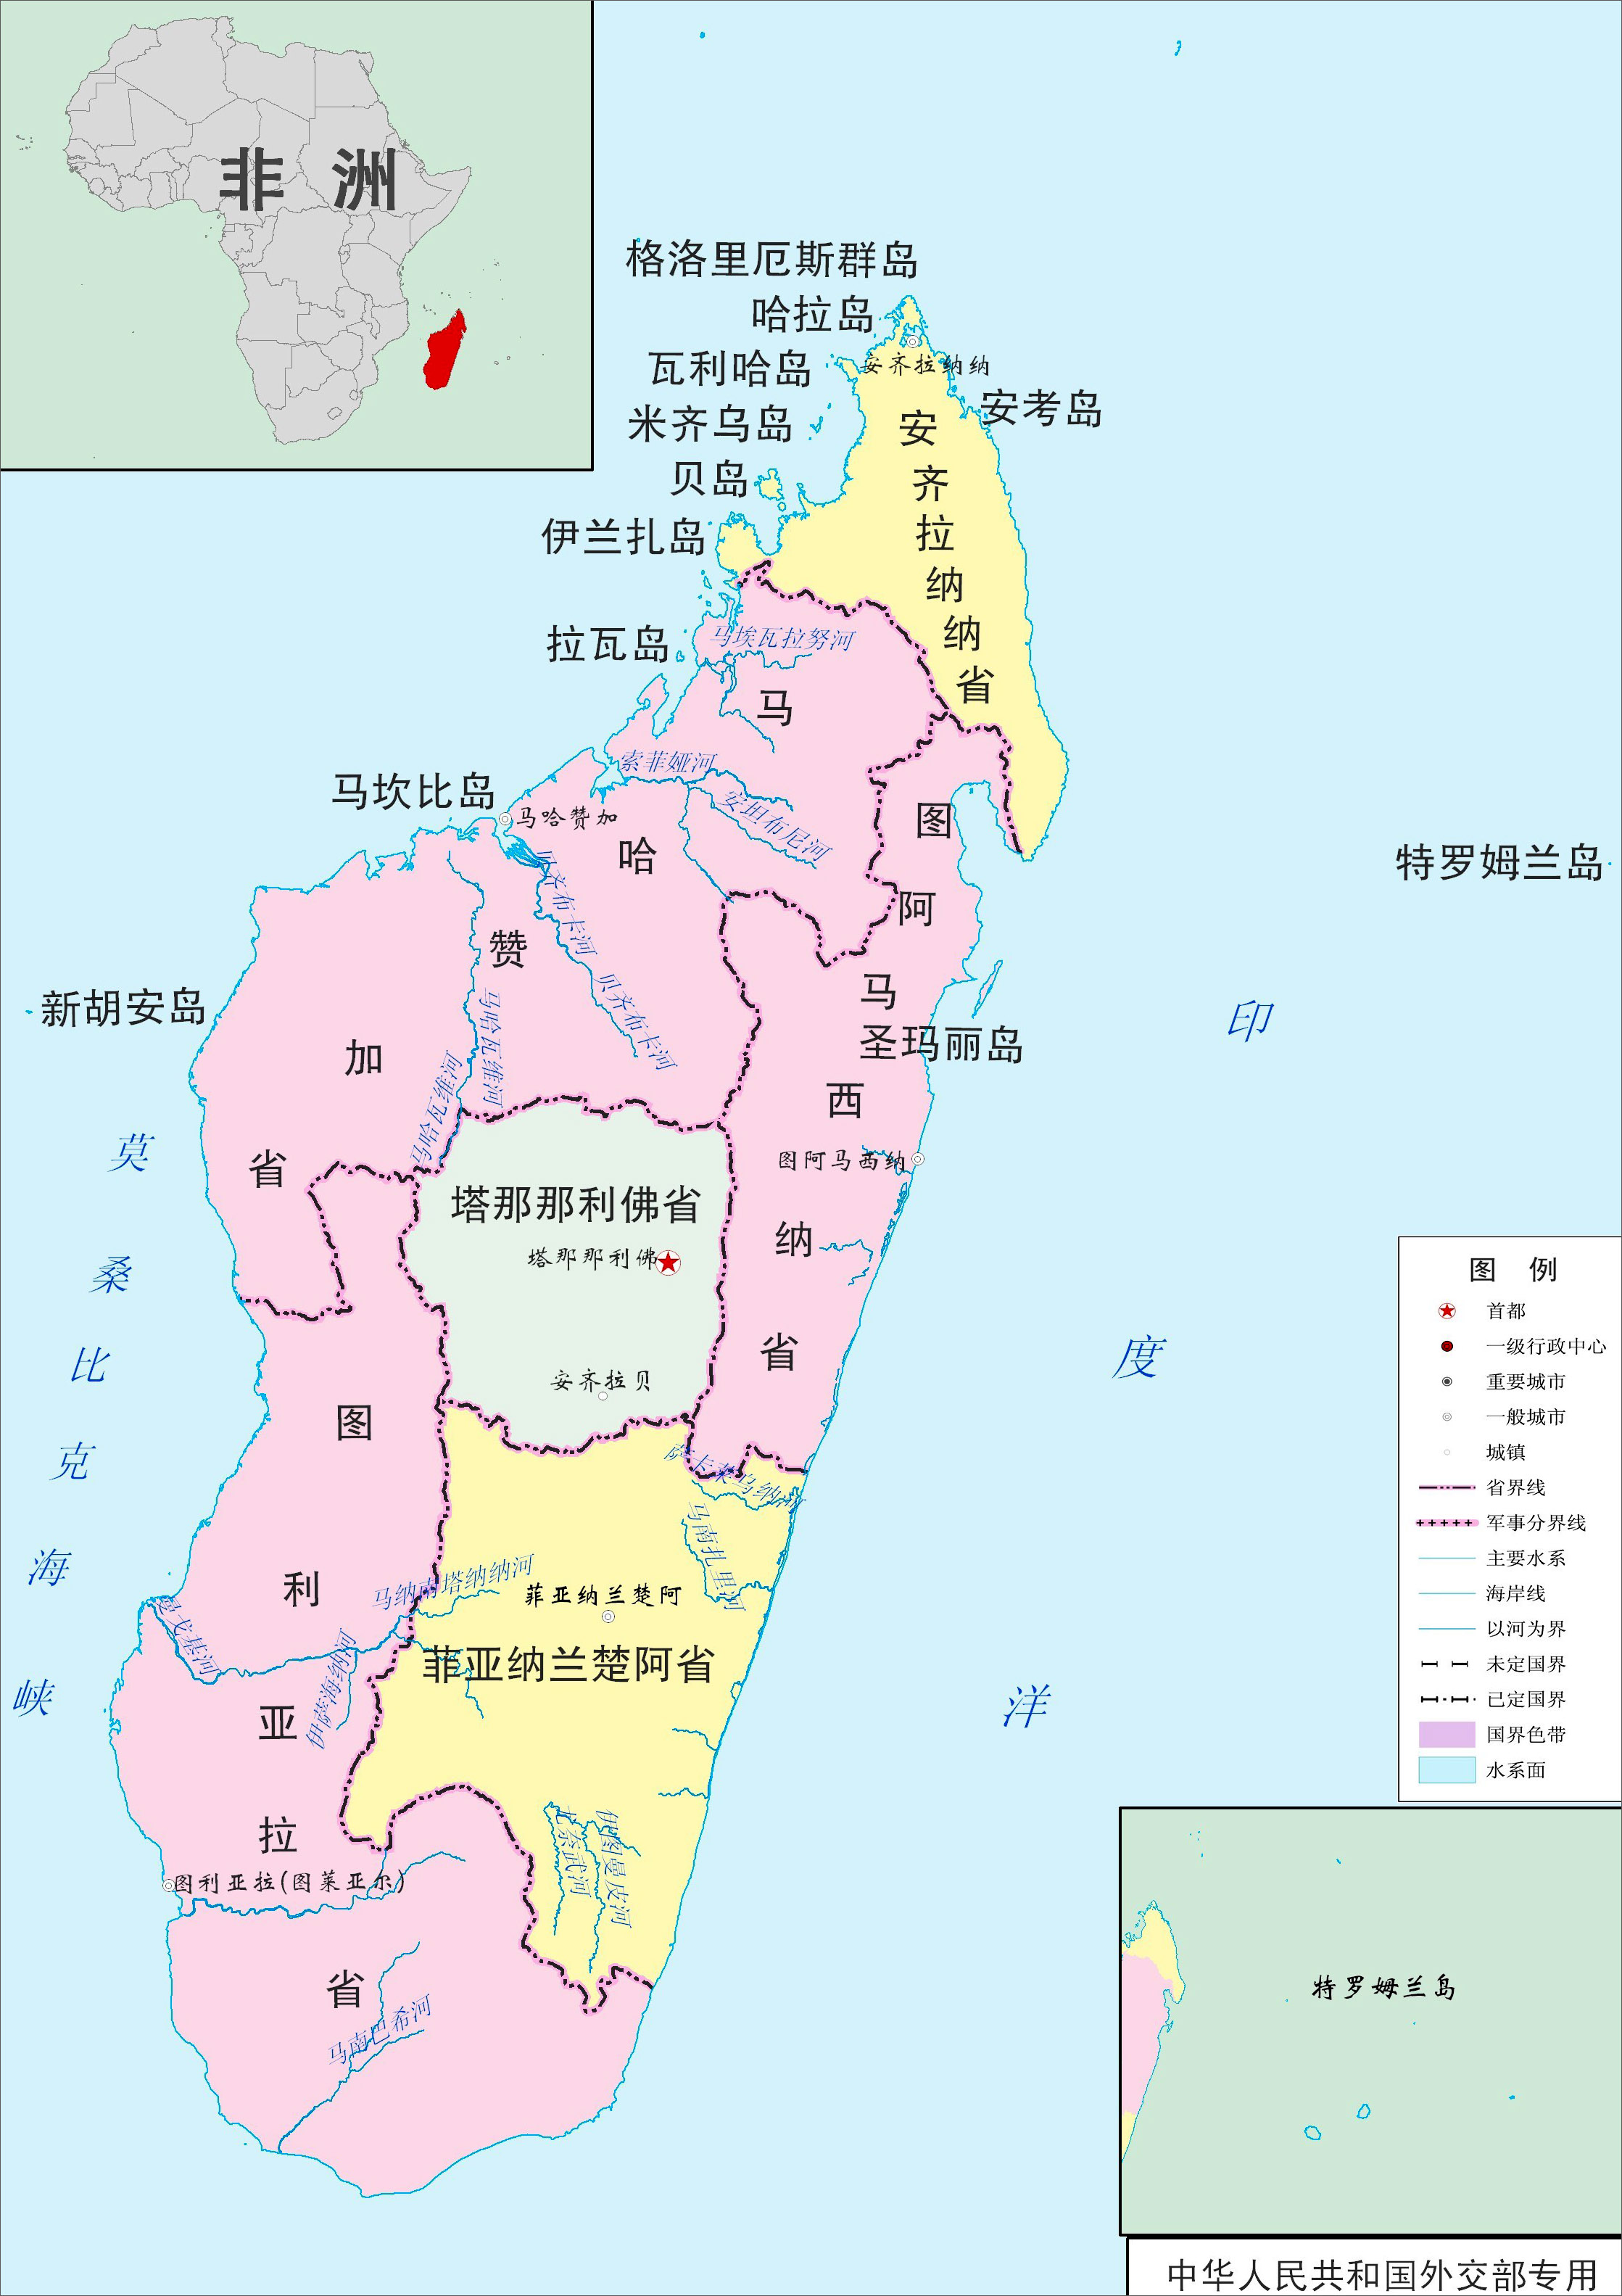 非 洲
格洛里厄斯群岛
哈拉岛
瓦利哈岛
安齐拉纳纳
安考岛
米齐乌岛
贝岛
伊兰扎岛
安齐拉纳纳省
拉瓦岛
马埃瓦拉努河
索菲娅河
安坦布尼河
马坎比岛
马哈赞加
马哈赞加省
贝齐布卡河
贝齐布卡河
马哈瓦维河
马哈瓦维河
新胡安岛
特罗姆兰岛
图阿马西纳省
圣玛丽岛
图阿马西纳
印度洋
莫桑比克海峡
塔那那利佛省
塔那那利佛
安齐拉贝
萨卡莱乌纳河
马南扎里河
马纳南塔纳纳河
菲亚纳兰楚阿
菲亚纳兰楚阿省
曼戈基河
伊萨海纳河
图利亚拉省
图利亚拉(图莱亚尔)
伊图曼皮河
马南巴希河
图 例
首都
一级行政中心
重要城市
一般城市
城镇
省界线
军事分界线
主要水系
海岸线
以河为界
未定国界
已定国界
国界色带
水系面
特罗姆兰岛
中华人民共和国外交部专用